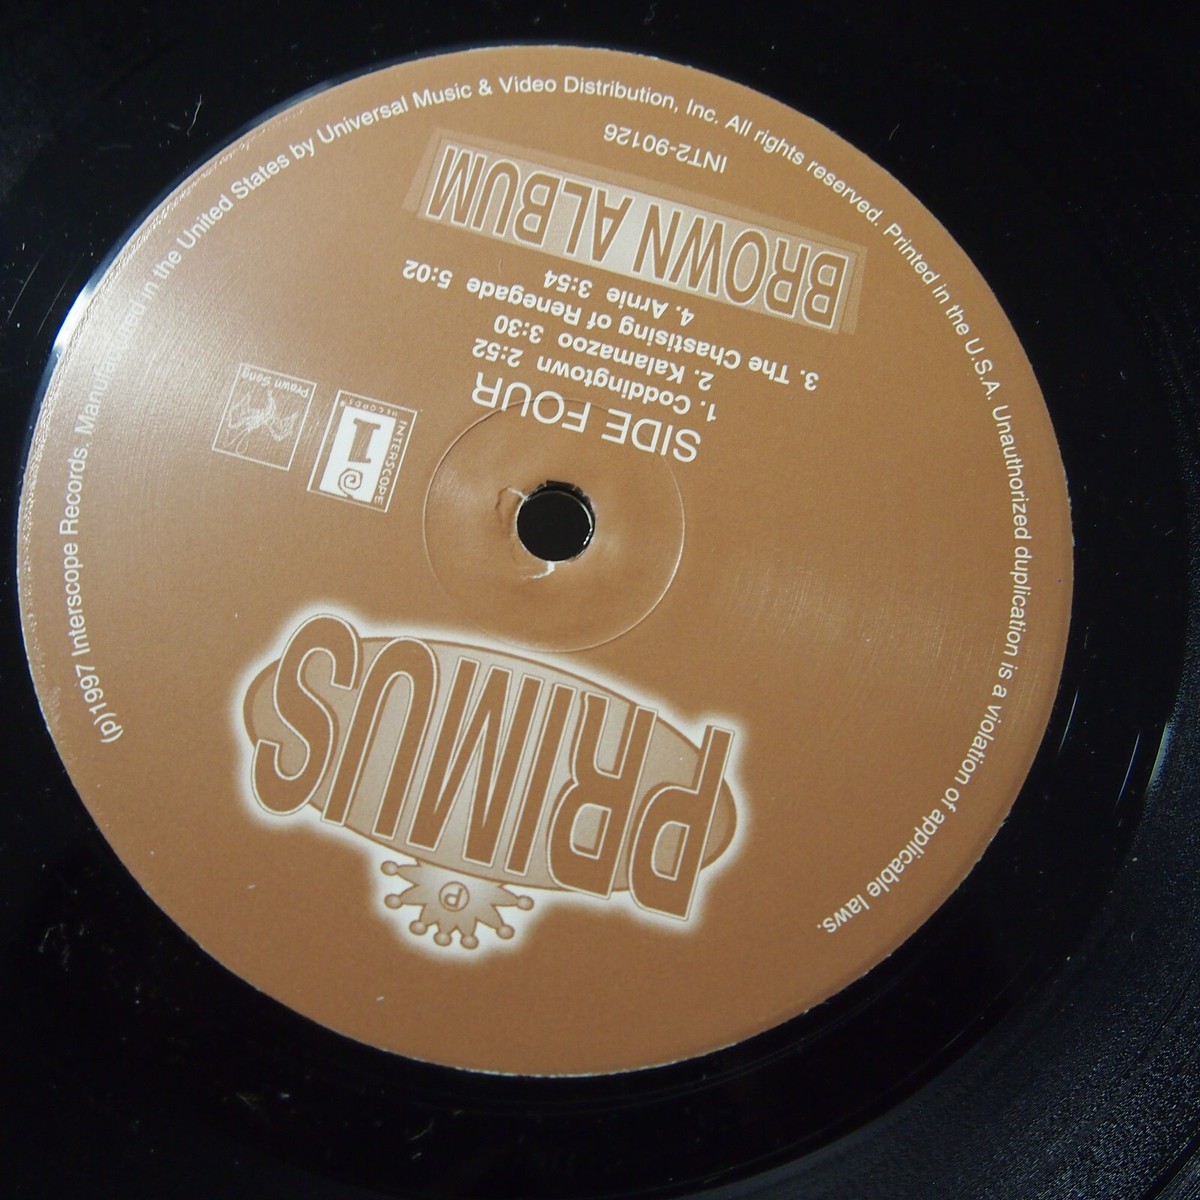 P
PRIMUS
INTERSCOPE
RECORDS
Prawn Song
SIDE FOUR
1. Coddingtown 2:52
2. Kalamazoo 3:30
3. The Chastising of Renegade 5:02
4. Arnie 3:54
BROWN ALBUM
INT2-90126
(p)1997 Interscope Records. Manufactured in the United States by Universal Music & Video Distribution, Inc. All rights reserved. Printed in the U.S.A. Unauthorized duplication is a violation of applicable laws.